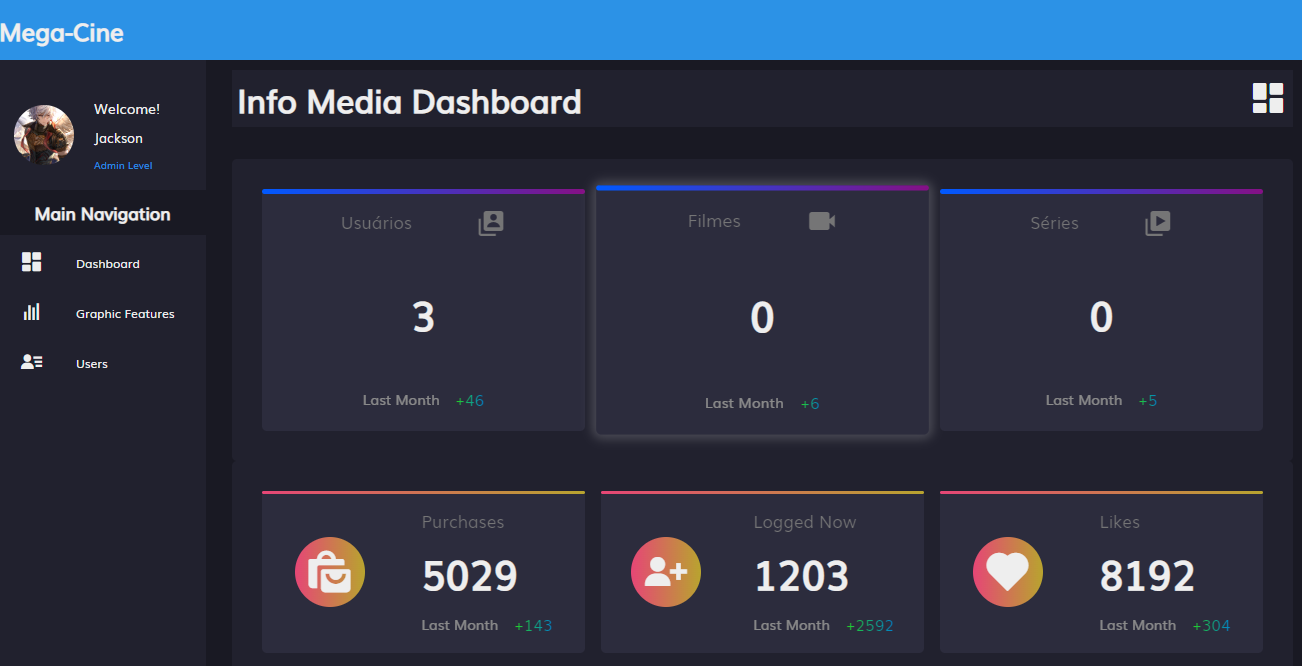 Mega-Cine
Welcome!
Jackson
Admin Level
Main Navigation
Dashboard
Graphic Features
Users
Info Media Dashboard
Usuários
3
Last Month +46
Filmes
0
Last Month +6
Séries
0
Last Month +5
Purchases
5029
Last Month +143
Logged Now
1203
Last Month +2592
Likes
8192
Last Month +304